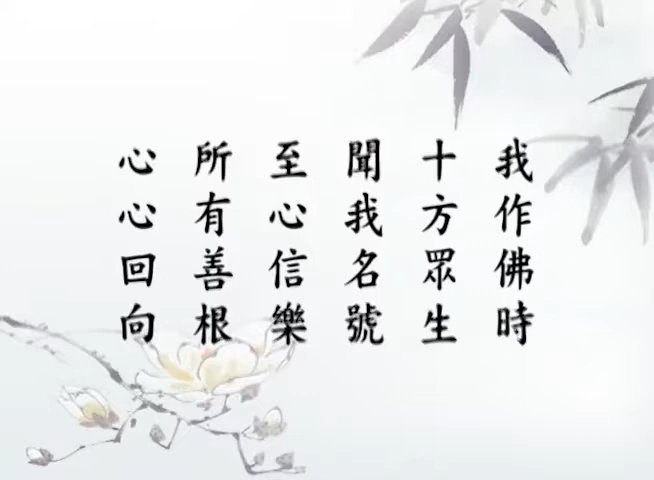 我作佛時
十方眾生
聞我名號
至心信樂
所有善根
心心回向